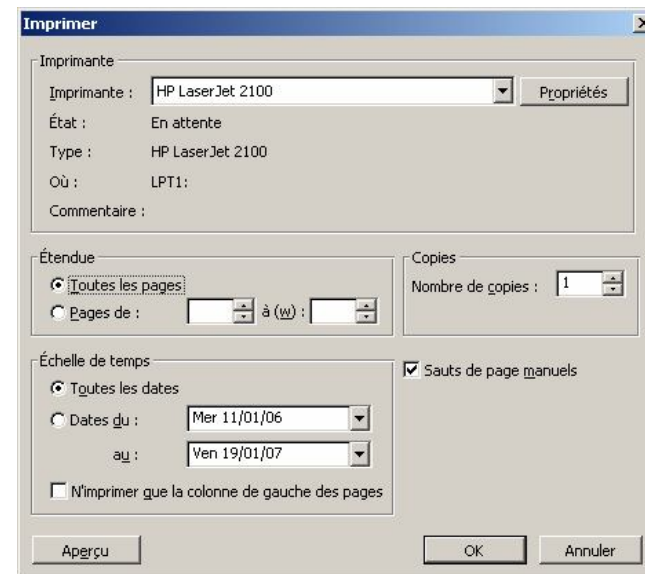 Imprimer
Imprimante
Imprimante : HP LaserJet 2100 Propriétés
État : En attente
Type : HP LaserJet 2100
Où : LPT1:
Commentaire :
Étendue
Toutes les pages
Pages de : à (w) :
Copies
Nombre de copies : 1
Échelle de temps
Toutes les dates
Dates du : Mer 11/01/06
au : Ven 19/01/07
N'imprimer que la colonne de gauche des pages
Sauts de page manuels
Aperçu OK Annuler